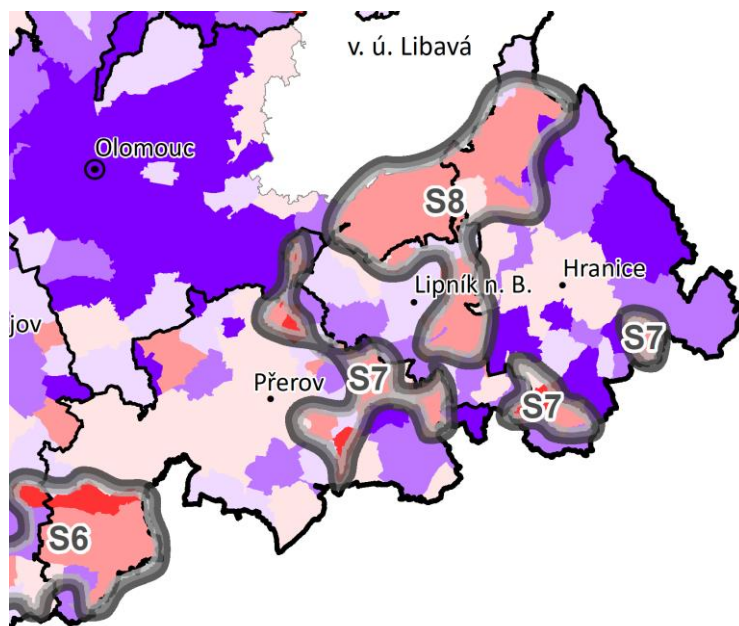 v. ú. Libavá
Olomouc
S8
Hranice
Lipník n. B.
jov
S7
S7
Přerov
S7
S6